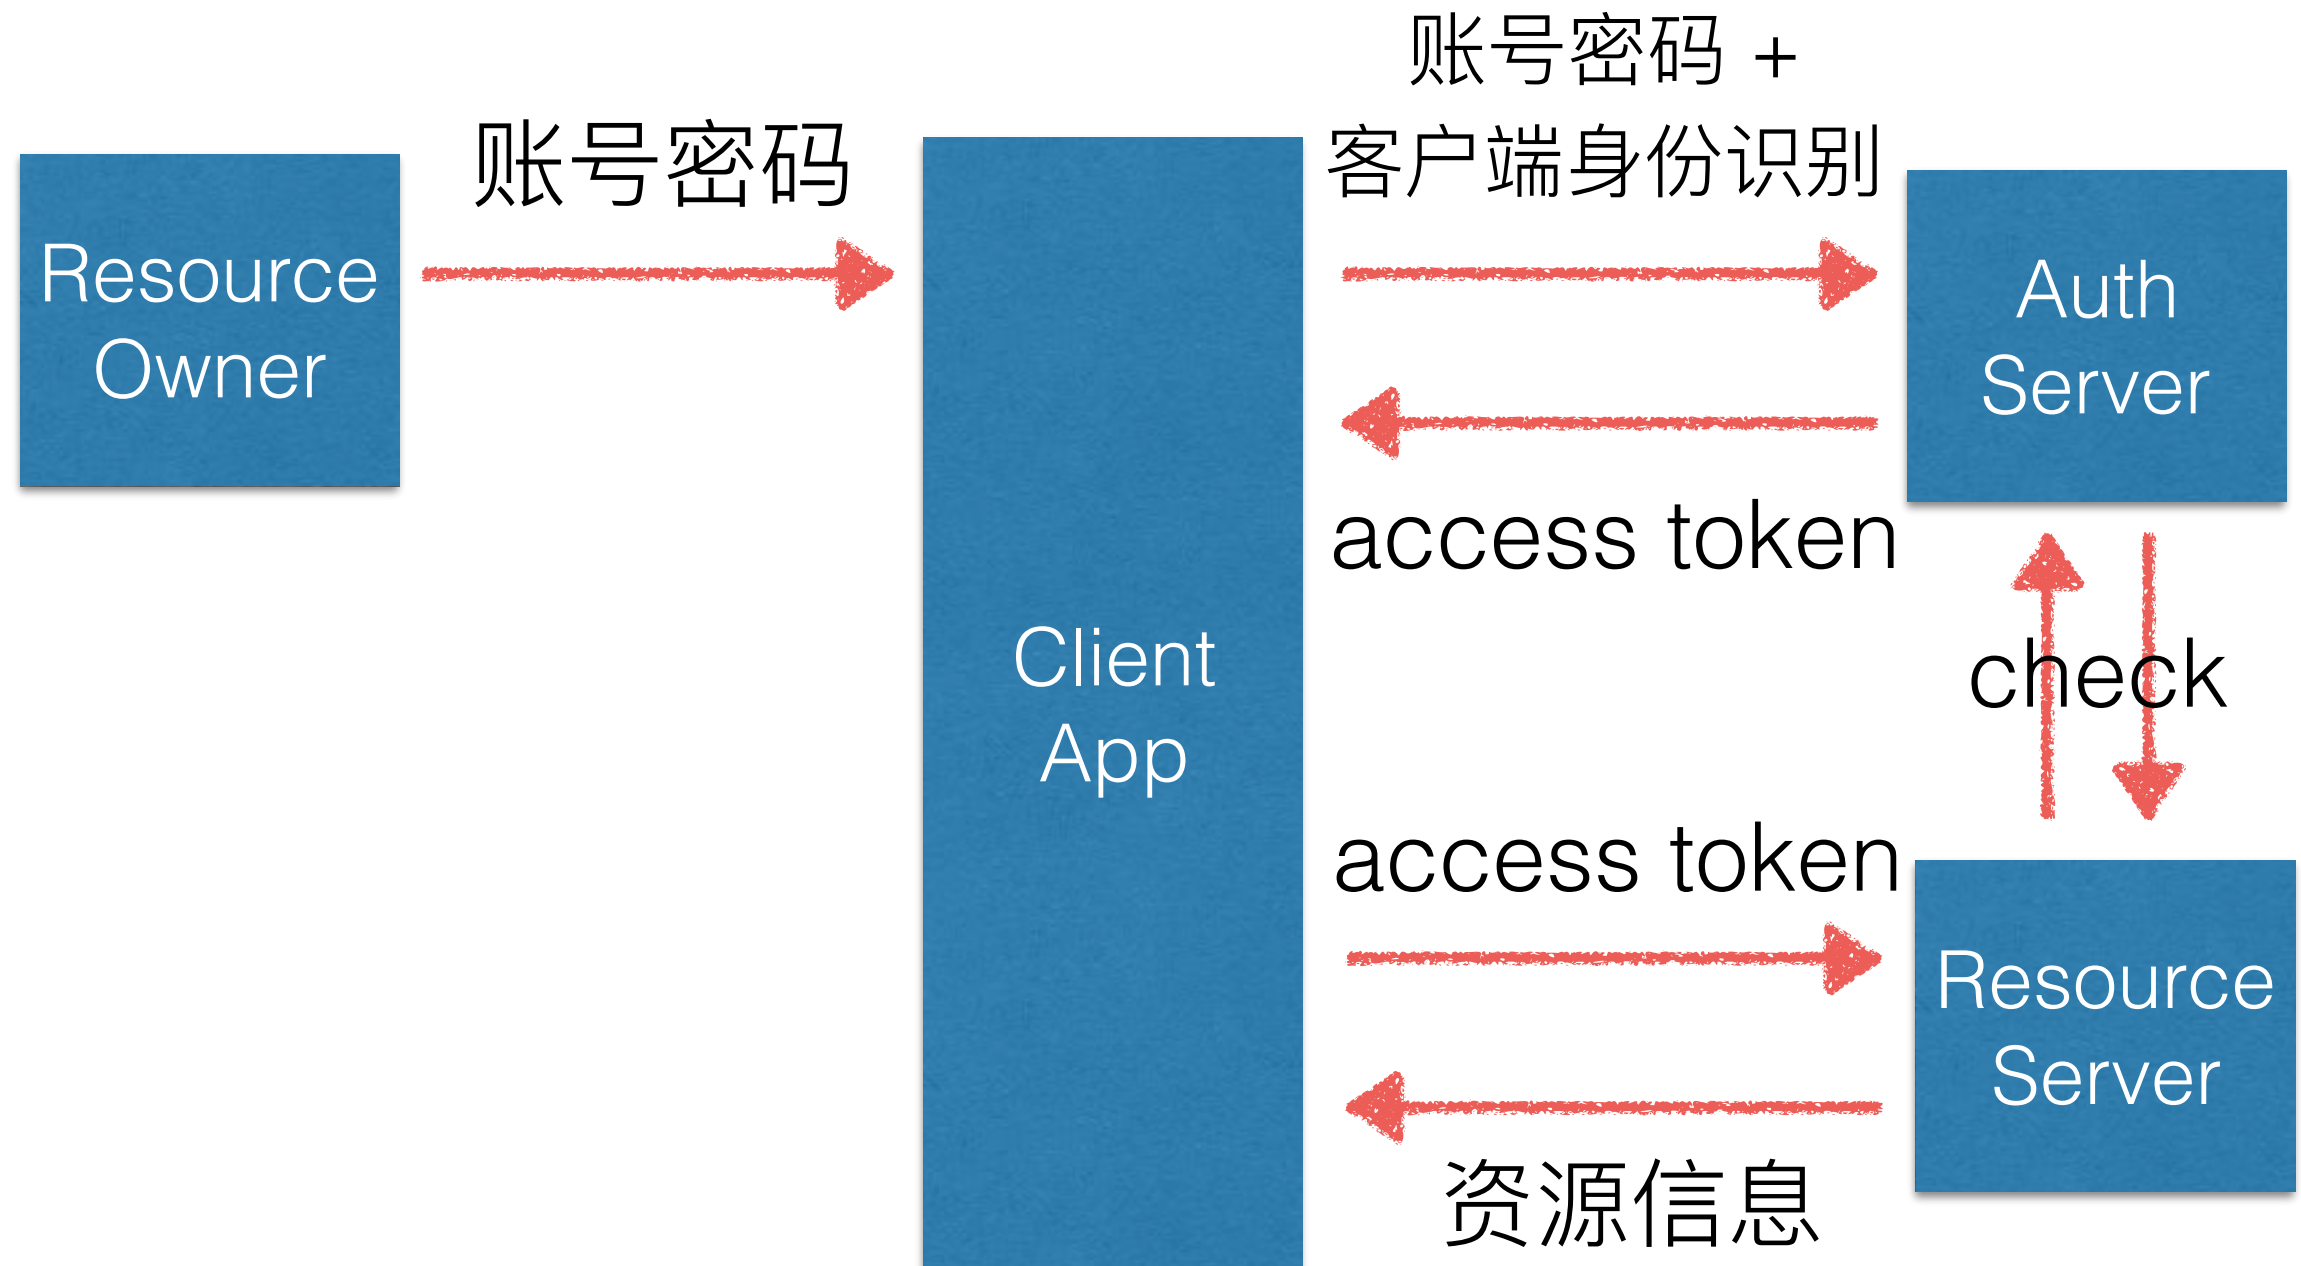 账号密码 +
客户端身份识别
账号密码
Resource
Owner
Auth
Server
access token
Client
App
check
access token
Resource
Server
资源信息